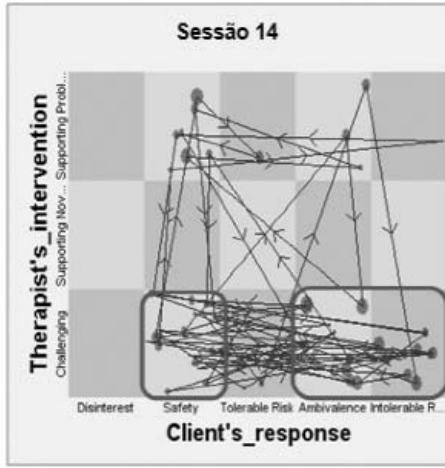 Sessão 14
Therapist's_intervention
Supporting Probl...
Supporting Nov...
Challenging
Disinterest
Safety
Tolerable Risk
Ambivalence
Intolerable R...
Client's_response